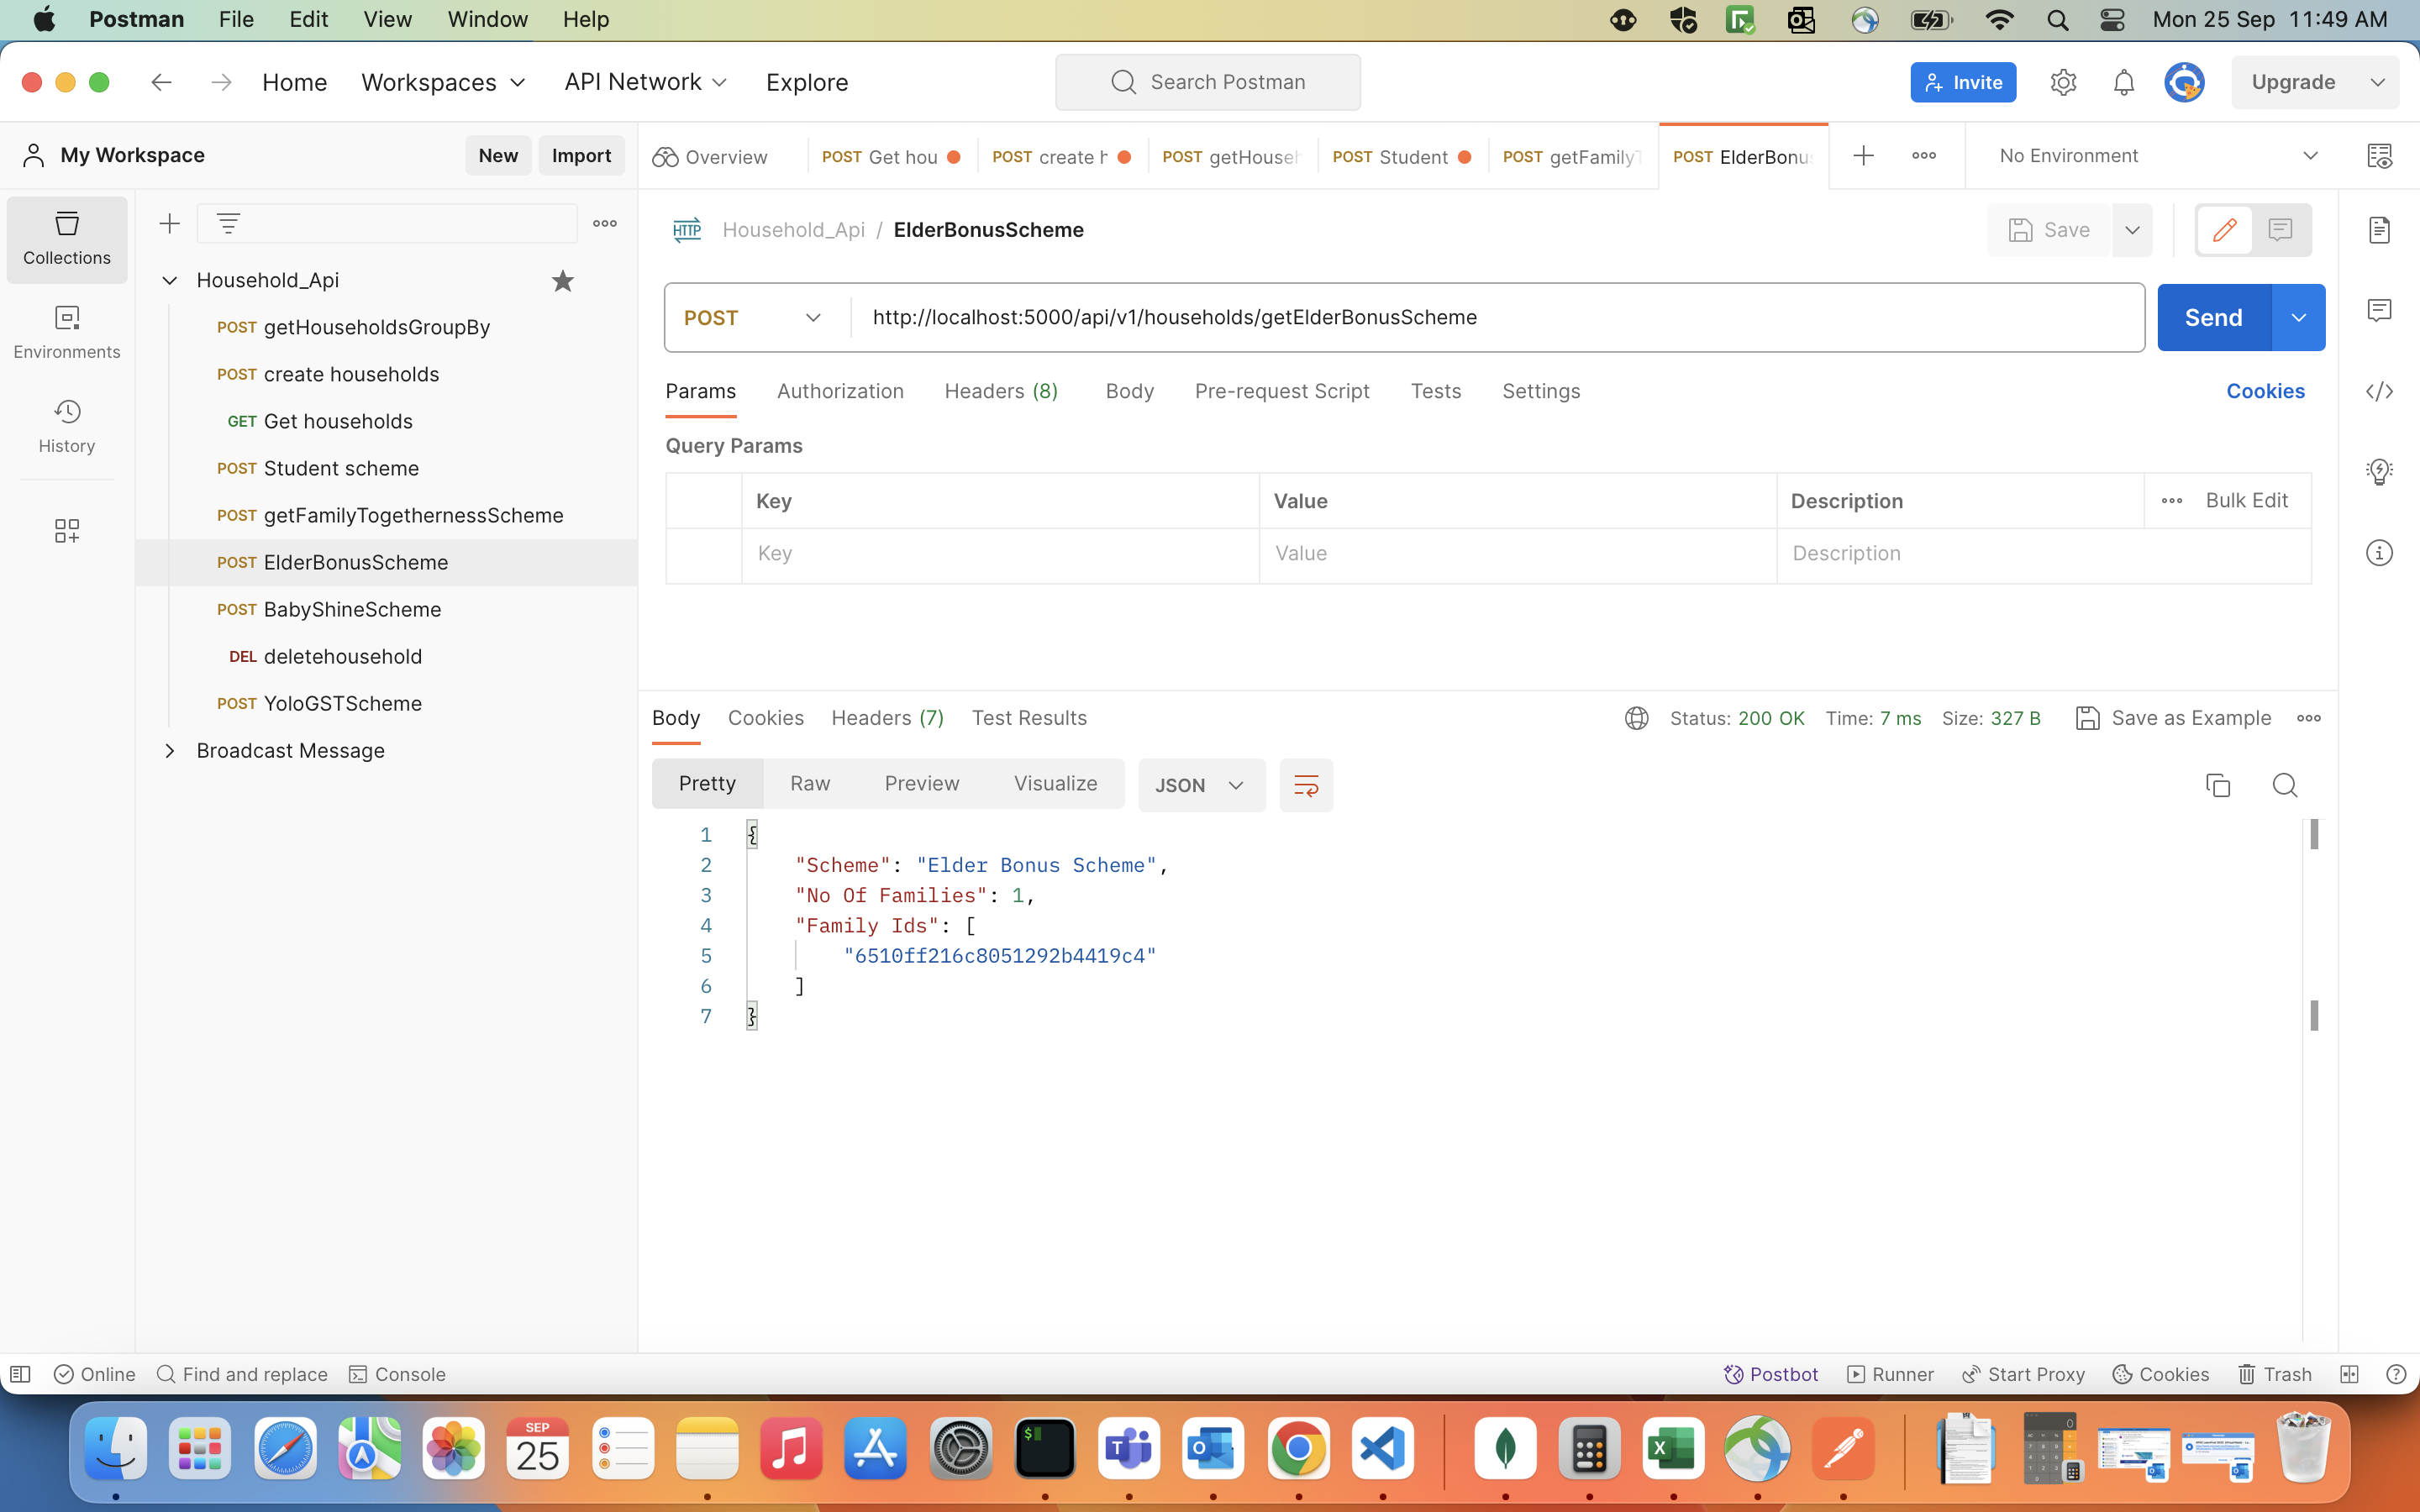 Postman File Edit View Window Help Mon 25 Sep 11:49 AM
Home Workspaces API Network Explore Search Postman Invite Upgrade
My Workspace New Import Overview POST Get hou POST create h POST getHouseh POST Student POST getFamilyT POST ElderBonus No Environment
Collections
Environments
History
Household_Api
POST getHouseholdsGroupBy
POST create households
GET Get households
POST Student scheme
POST getFamilyTogethernessScheme
POST ElderBonusScheme
POST BabyShineScheme
DEL deletehousehold
POST YoloGSTScheme
Broadcast Message
HTTP Household_Api / ElderBonusScheme Save
POST http://localhost:5000/api/v1/households/getElderBonusScheme Send
Params Authorization Headers (8) Body Pre-request Script Tests Settings Cookies
Query Params
Key Value Description Bulk Edit
Key Value Description
Body Cookies Headers (7) Test Results Status: 200 OK Time: 7 ms Size: 327 B Save as Example
Pretty Raw Preview Visualize JSON
1 {
2 "Scheme": "Elder Bonus Scheme",
3 "No Of Families": 1,
4 "Family Ids": [
5 "6510ff216c8051292b4419c4"
6 ]
7 }
Online Find and replace Console Postbot Runner Start Proxy Cookies Trash
SEP
25